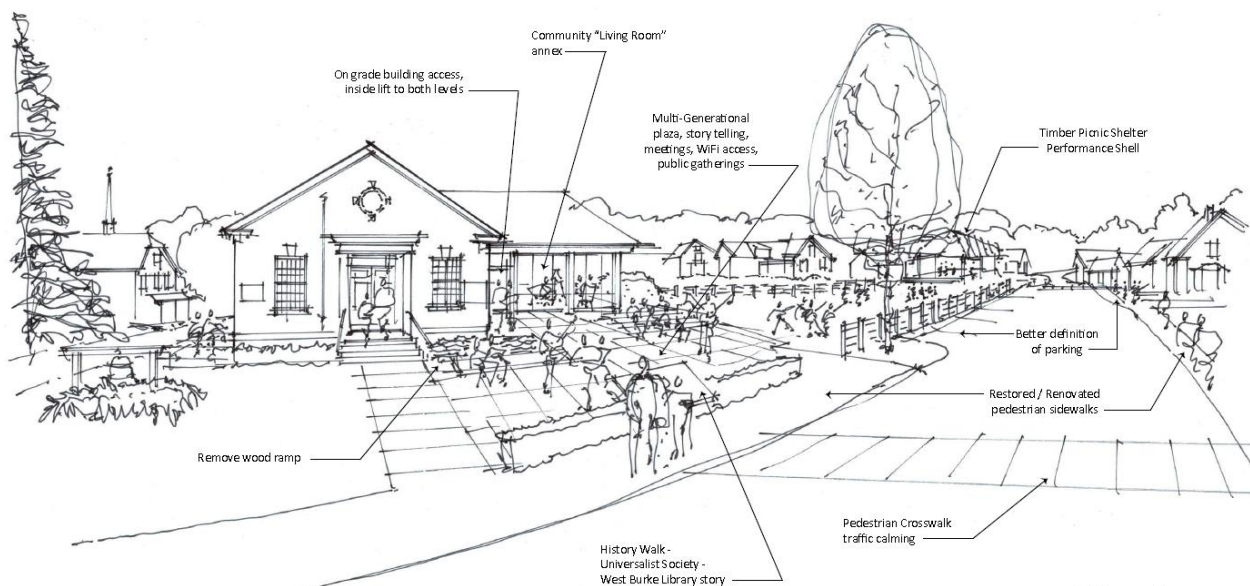 Community “Living Room”
annex
On grade building access,
inside lift to both levels
Multi-Generational
plaza, story telling,
meetings, WiFi access,
public gatherings
Timber Picnic Shelter
Performance Shell
Better definition
of parking
Restored / Renovated
pedestrian sidewalks
Remove wood ramp
Pedestrian Crosswalk
traffic calming
History Walk -
Universalist Society -
West Burke Library story